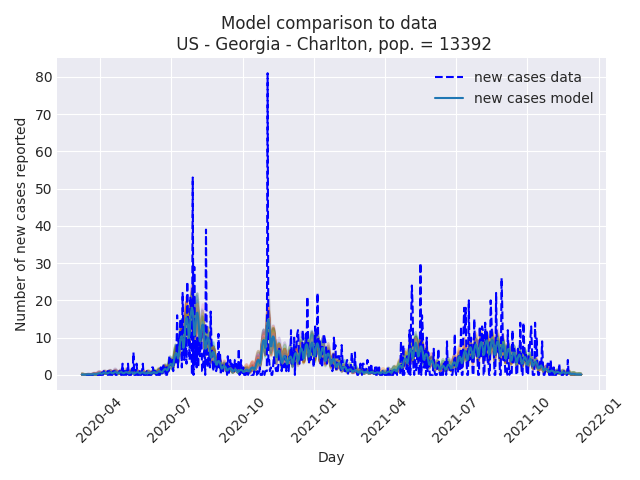 Model comparison to data
US - Georgia - Charlton, pop. = 13392
new cases data
new cases model
Number of new cases reported
80
70
60
50
40
30
20
10
0
2020-04
2020-07
2020-10
2021-01
2021-04
2021-07
2021-10
2022-01
Day